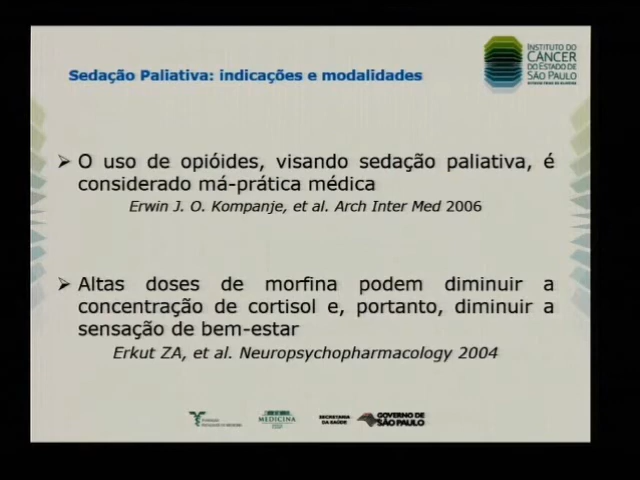 Sedação Paliativa: indicações e modalidades
INSTITUTO DO
CÂNCER
DO ESTADO DE
SÃO PAULO
➢ O uso de opióides, visando sedação paliativa, é
considerado má-prática médica
Erwin J. O. Kompanje, et al. Arch Inter Med 2006
➢ Altas doses de morfina podem diminuir a
concentração de cortisol e, portanto, diminuir a
sensação de bem-estar
Erkut ZA, et al. Neuropsychopharmacology 2004
MEDICINA
SECRETARIA
DA SAÚDE
GOVERNO DE
SÃO PAULO